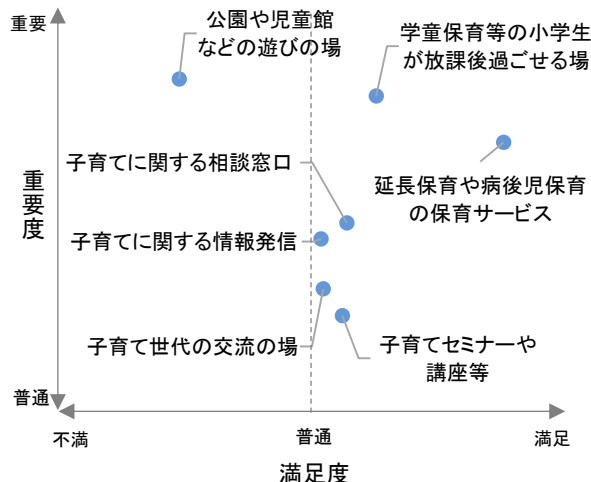 重要
公園や児童館
などの遊びの場
学童保育等の小学生
が放課後過ごせる場
子育てに関する相談窓口
延長保育や病後児保育
の保育サービス
重要度
子育てに関する情報発信
子育て世代の交流の場
子育てセミナーや
講座等
普通
不満
普通
満足
満足度